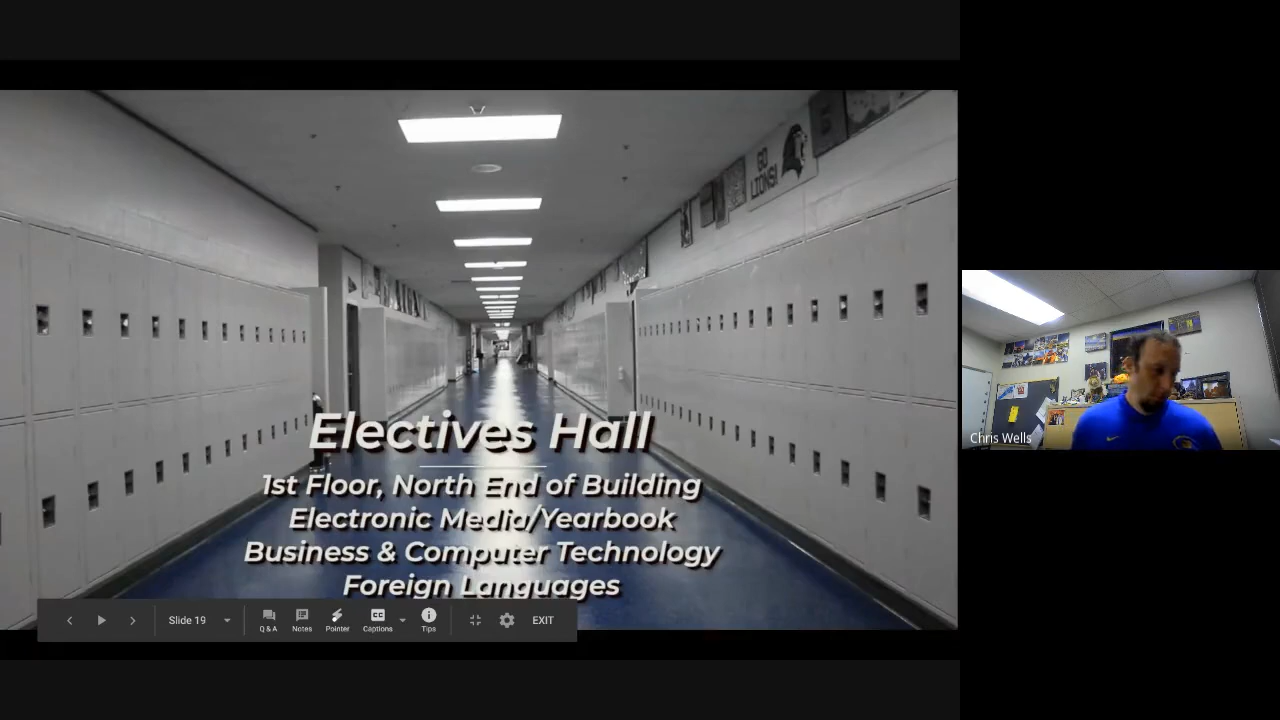 GO
LIONS!
Electives Hall
1st Floor, North End of Building
Electronic Media/Yearbook
Business & Computer Technology
Foreign Languages
Slide 19
Q & A
Notes
Pointer
Captions
Tips
EXIT
Chris Wells